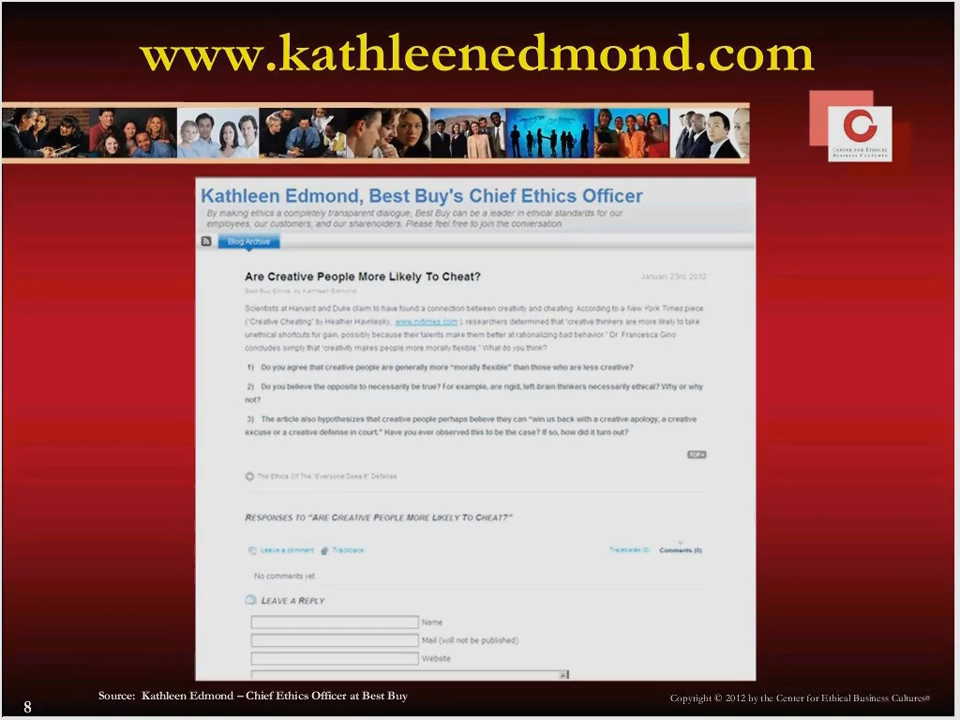 www.kathleenedmond.com
CENTER FOR ETHICAL
BUSINESS CULTURES
Kathleen Edmond, Best Buy's Chief Ethics Officer
By making ethics a completely transparent dialogue, Best Buy can be a leader in ethical standards for our
employees, our customers, and our shareholders. Please feel free to join the conversation.
Blog Archive
Are Creative People More Likely To Cheat?
January 23rd, 2012
Best Buy Ethics, by Kathleen Edmond
Scientists at Harvard and Duke claim to have found a connection between creativity and cheating. According to a New York Times piece
("Creative Cheating" by Heather Havrilesky, www.nytimes.com ), researchers determined that "creative thinkers are more likely to take
unethical shortcuts for gain, possibly because their talents make them better at rationalizing bad behavior." Dr. Francesca Gino
concludes simply that "creativity makes people more morally flexible." What do you think?
1) Do you agree that creative people are generally more "morally flexible" than those who are less creative?
2) Do you believe the opposite to necessarily be true? For example, are rigid, left-brain thinkers necessarily ethical? Why or why
not?
3) The article also hypothesizes that creative people perhaps believe they can "win us back with a creative apology, a creative
excuse or a creative defense in court." Have you ever observed this to be the case? If so, how did it turn out?
TOP
The Ethics Of The "Everyone Does It" Defense
RESPONSES TO "ARE CREATIVE PEOPLE MORE LIKELY TO CHEAT?"
Leave a comment Trackback Trackbacks (0) Comments (0)
No comments yet
LEAVE A REPLY
Name
Mail (will not be published)
Website
Source: Kathleen Edmond – Chief Ethics Officer at Best Buy
Copyright © 2012 by the Center for Ethical Business Cultures®
8